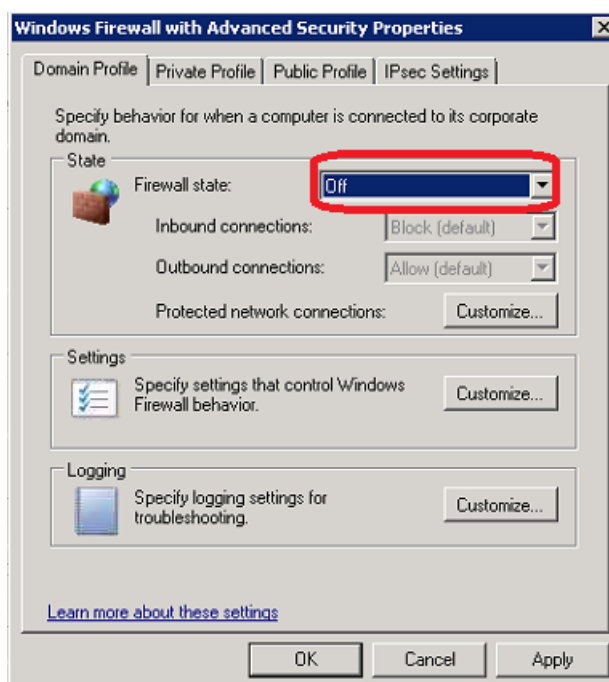 Windows Firewall with Advanced Security Properties
Domain Profile Private Profile Public Profile IPsec Settings
Specify behavior for when a computer is connected to its corporate
domain.
State
Firewall state: Off
Inbound connections: Block (default)
Outbound connections: Allow (default)
Protected network connections: Customize...
Settings
Specify settings that control Windows
Firewall behavior.
Customize...
Logging
Specify logging settings for
troubleshooting.
Customize...
Learn more about these settings
OK Cancel Apply